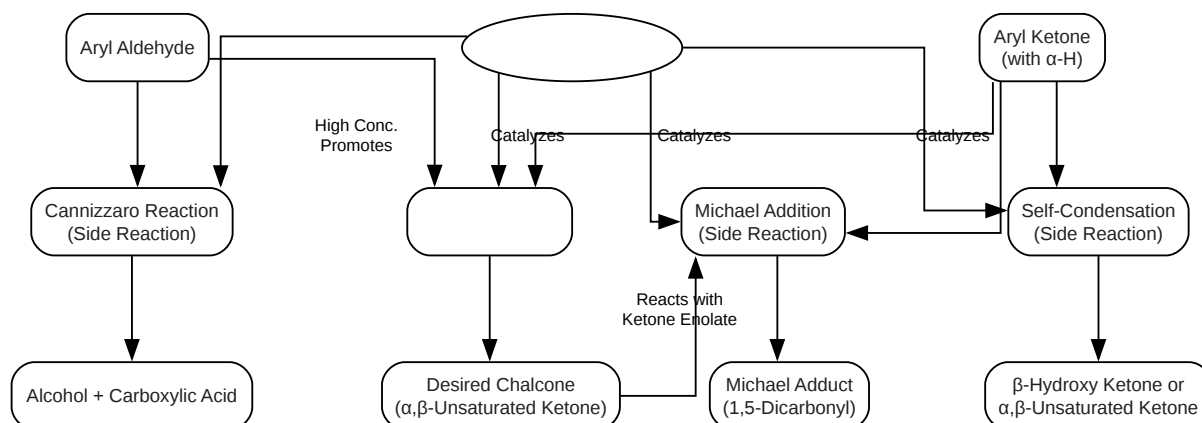 Aryl Aldehyde
Aryl Ketone
(with α-H)
High Conc.
Promotes
Catalyzes
Catalyzes
Catalyzes
Cannizzaro Reaction
(Side Reaction)
Michael Addition
(Side Reaction)
Self-Condensation
(Side Reaction)
Reacts with
Ketone Enolate
Alcohol + Carboxylic Acid
Desired Chalcone
(α,β-Unsaturated Ketone)
Michael Adduct
(1,5-Dicarbonyl)
β-Hydroxy Ketone or
α,β-Unsaturated Ketone